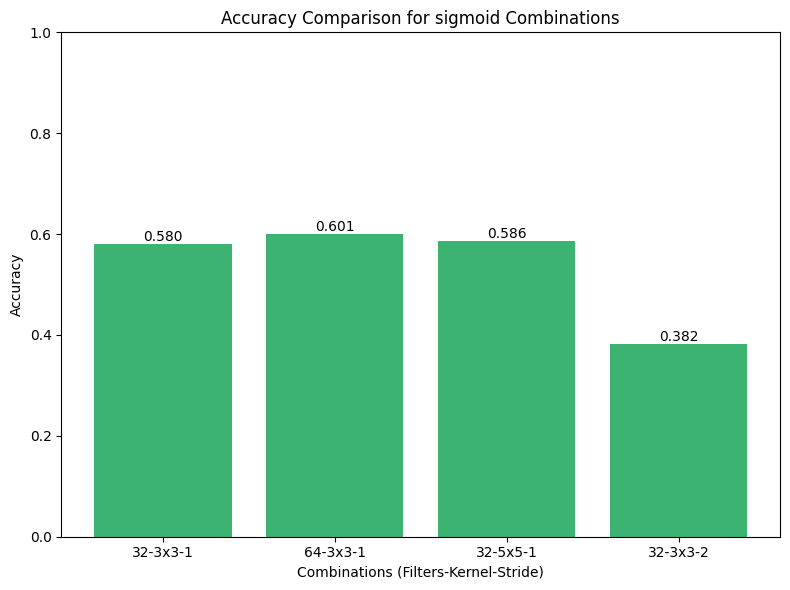 Accuracy Comparison for sigmoid Combinations
1.0
0.8
0.6
0.4
0.2
0.0
Accuracy
0.580
0.601
0.586
0.382
32-3x3-1
64-3x3-1
32-5x5-1
32-3x3-2
Combinations (Filters-Kernel-Stride)